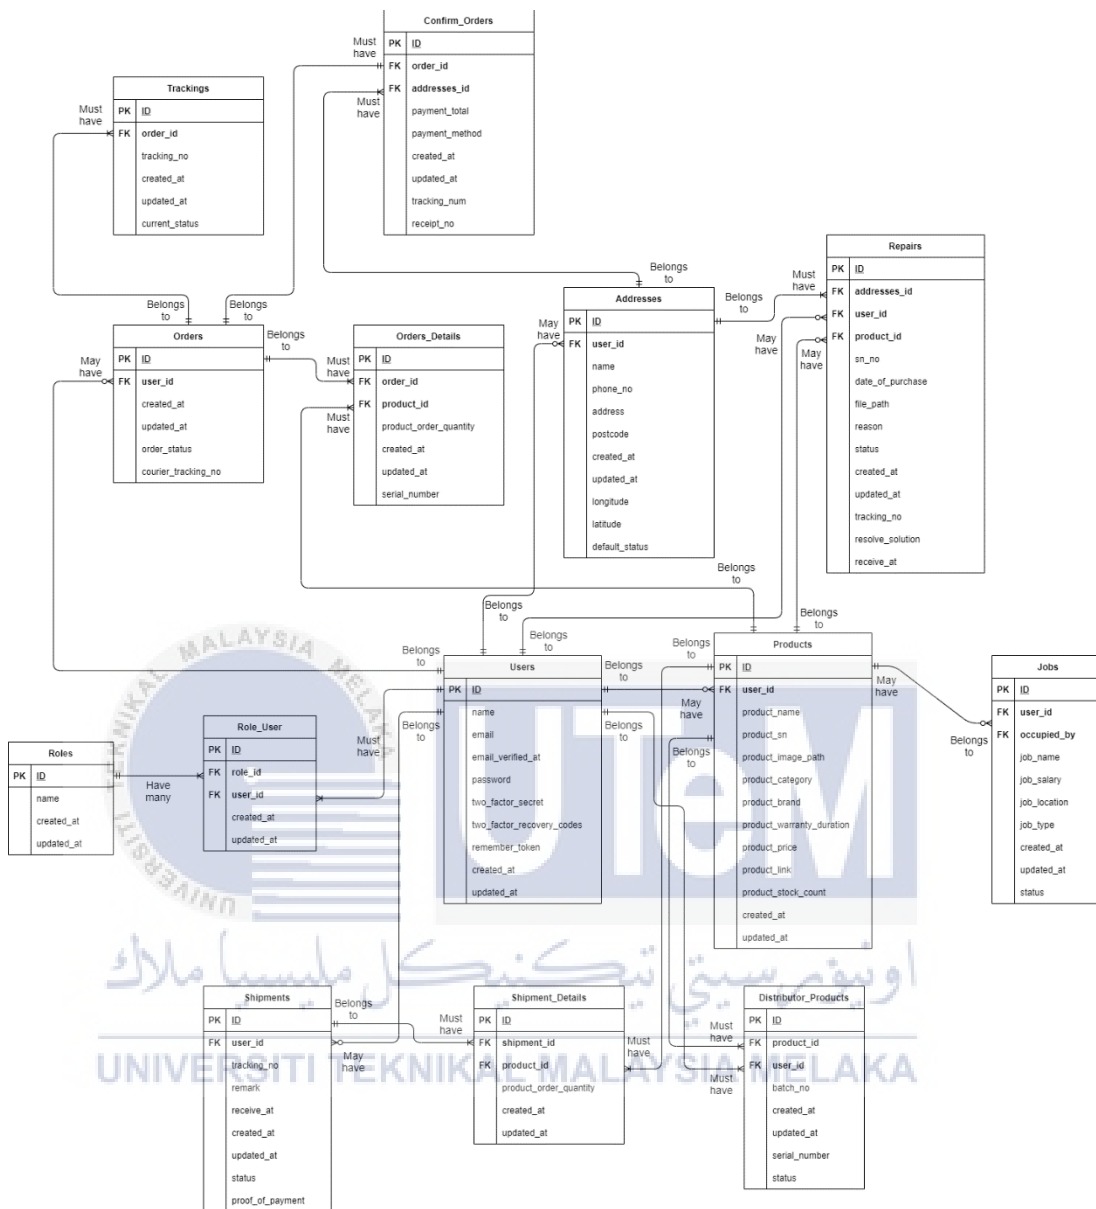 Confirm_Orders
PK ID
FK order_id
FK addresses_id
payment_total
payment_method
created_at
updated_at
tracking_num
receipt_no
Must
have
Must
have
Trackings
PK ID
FK order_id
tracking_no
created_at
updated_at
current_status
Must
have
Belongs
to
Belongs
to
Orders
PK ID
FK user_id
created_at
updated_at
order_status
courier_tracking_no
May
have
Belongs
to
Orders_Details
PK ID
FK order_id
FK product_id
product_order_quantity
created_at
updated_at
serial_number
Must
have
Must
have
Belongs
to
Addresses
PK ID
FK user_id
name
phone_no
address
postcode
created_at
updated_at
longitude
latitude
default_status
May
have
Belongs
to
Must
have
May
have
May
have
Repairs
PK ID
FK addresses_id
FK user_id
FK product_id
sn_no
date_of_purchase
file_path
reason
status
created_at
updated_at
tracking_no
resolve_solution
receive_at
Belongs
to
Belongs
to
Belongs
to
Belongs
to
Users
PK ID
name
email
email_verified_at
password
two_factor_secret
two_factor_recovery_codes
remember_token
created_at
updated_at
Belongs
to
Belongs
to
Belongs
to
Belongs
to
May
have
Belongs
to
Products
PK ID
FK user_id
product_name
product_sn
product_image_path
product_category
product_brand
product_warranty_duration
product_price
product_link
product_stock_count
created_at
updated_at
May
have
Belongs
to
Jobs
PK ID
FK user_id
FK occupied_by
job_name
job_salary
job_location
job_type
created_at
updated_at
status
Roles
PK ID
name
created_at
updated_at
Have
many
Role_User
PK ID
FK role_id
FK user_id
created_at
updated_at
Must
have
Shipments
PK ID
FK user_id
tracking_no
remark
receive_at
created_at
updated_at
status
proof_of_payment
Belongs
to
May
have
Must
have
Shipment_Details
PK ID
FK shipment_id
FK product_id
product_order_quantity
created_at
updated_at
Must
have
Must
have
Must
have
Distributor_Products
PK ID
FK product_id
FK user_id
batch_no
created_at
updated_at
serial_number
status
UNIVERSITI TEKNIKAL MALAYSIA MELAKA
UTeM
اونيورسيتي تيكنيكل مليسيا ملاك
UNIVERSITI TEKNIKAL MALAYSIA MELAKA